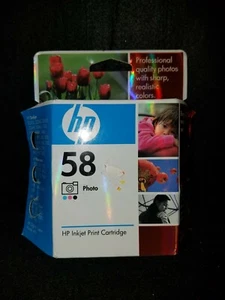 Professional
quality photos
with sharp,
realistic
colors.
hp
58
Photo
HP Inkjet Print Cartridge